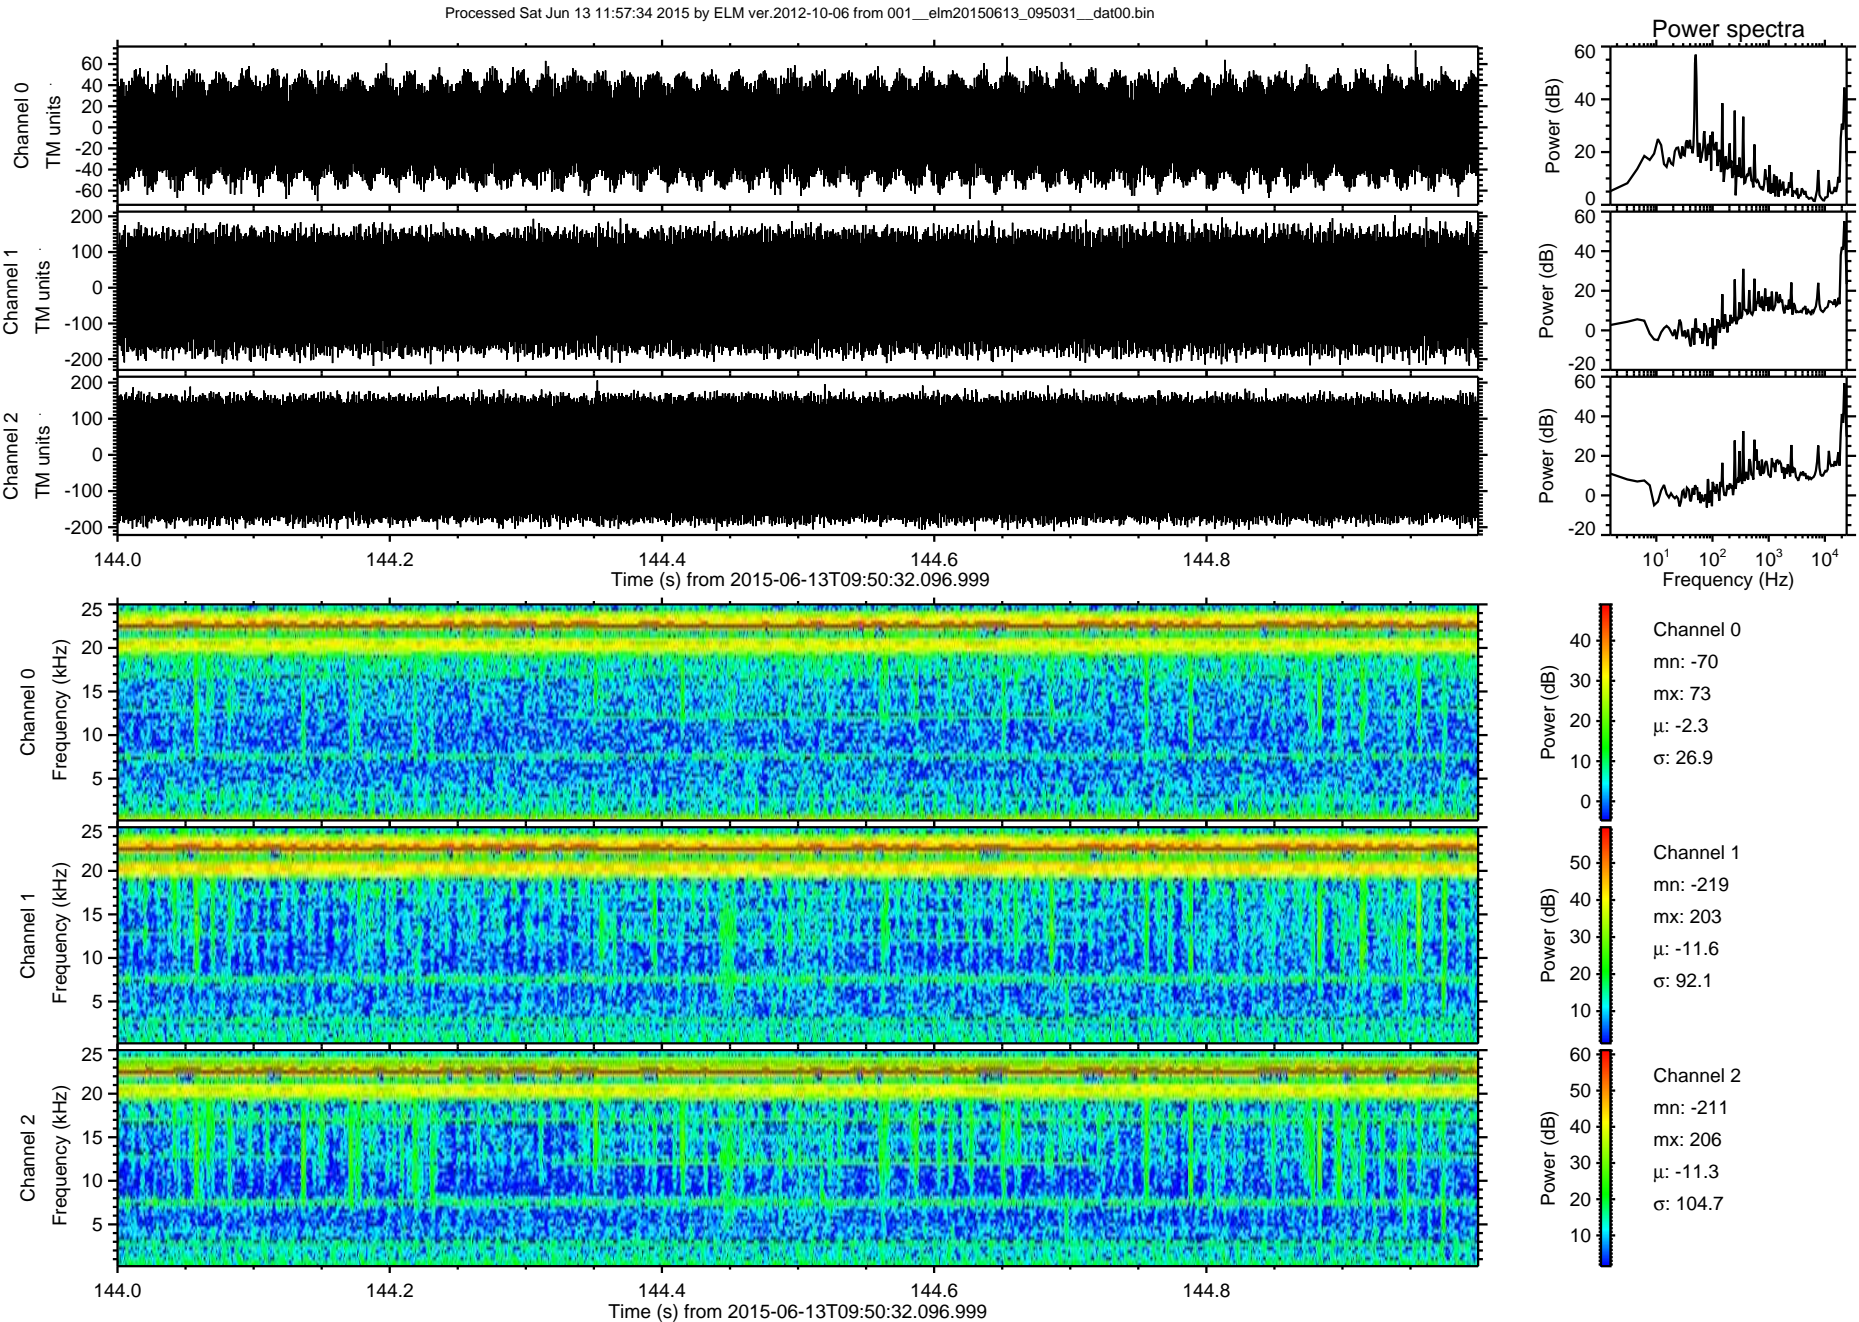 Processed Sat Jun 13 11:57:34 2015 by ELM ver.2012-10-06 from 001__elm20150613_095031__dat00.bin
Power spectra
Channel 0
TM units
60
40
20
0
-20
-40
-60
Power (dB)
60
40
20
0
Channel 1
TM units
200
100
0
-100
-200
Power (dB)
60
40
20
0
-20
Channel 2
TM units
200
100
0
-100
-200
Power (dB)
60
40
20
0
-20
144.0 144.2 144.4 144.6 144.8
Time (s) from 2015-06-13T09:50:32.096.999
10¹ 10² 10³ 10⁴
Frequency (Hz)
Channel 0
Frequency (kHz)
25
20
15
10
5
Power (dB)
40
30
20
10
0
Channel 0
mn: -70
mx: 73
μ: -2.3
σ: 26.9
Channel 1
Frequency (kHz)
25
20
15
10
5
Power (dB)
50
40
30
20
10
Channel 1
mn: -219
mx: 203
μ: -11.6
σ: 92.1
Channel 2
Frequency (kHz)
25
20
15
10
5
Power (dB)
60
50
40
30
20
10
Channel 2
mn: -211
mx: 206
μ: -11.3
σ: 104.7
144.0 144.2 144.4 144.6 144.8
Time (s) from 2015-06-13T09:50:32.096.999